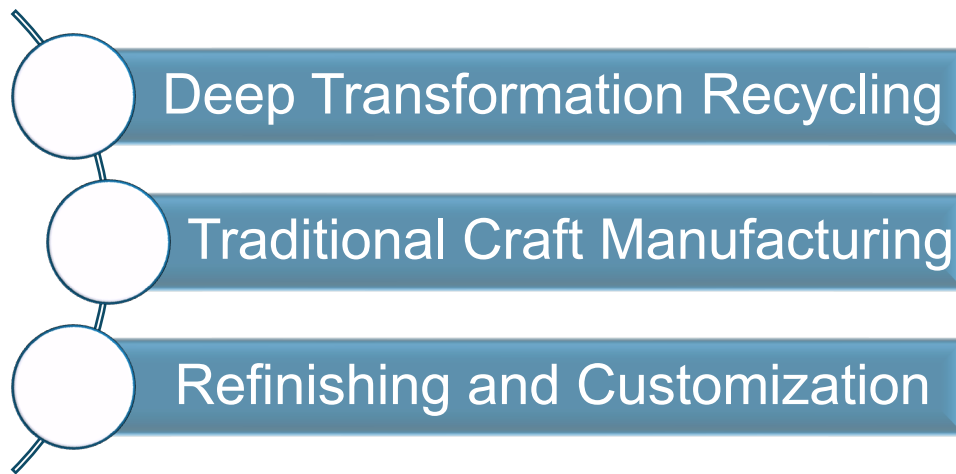 Deep Transformation Recycling
Traditional Craft Manufacturing
Refinishing and Customization